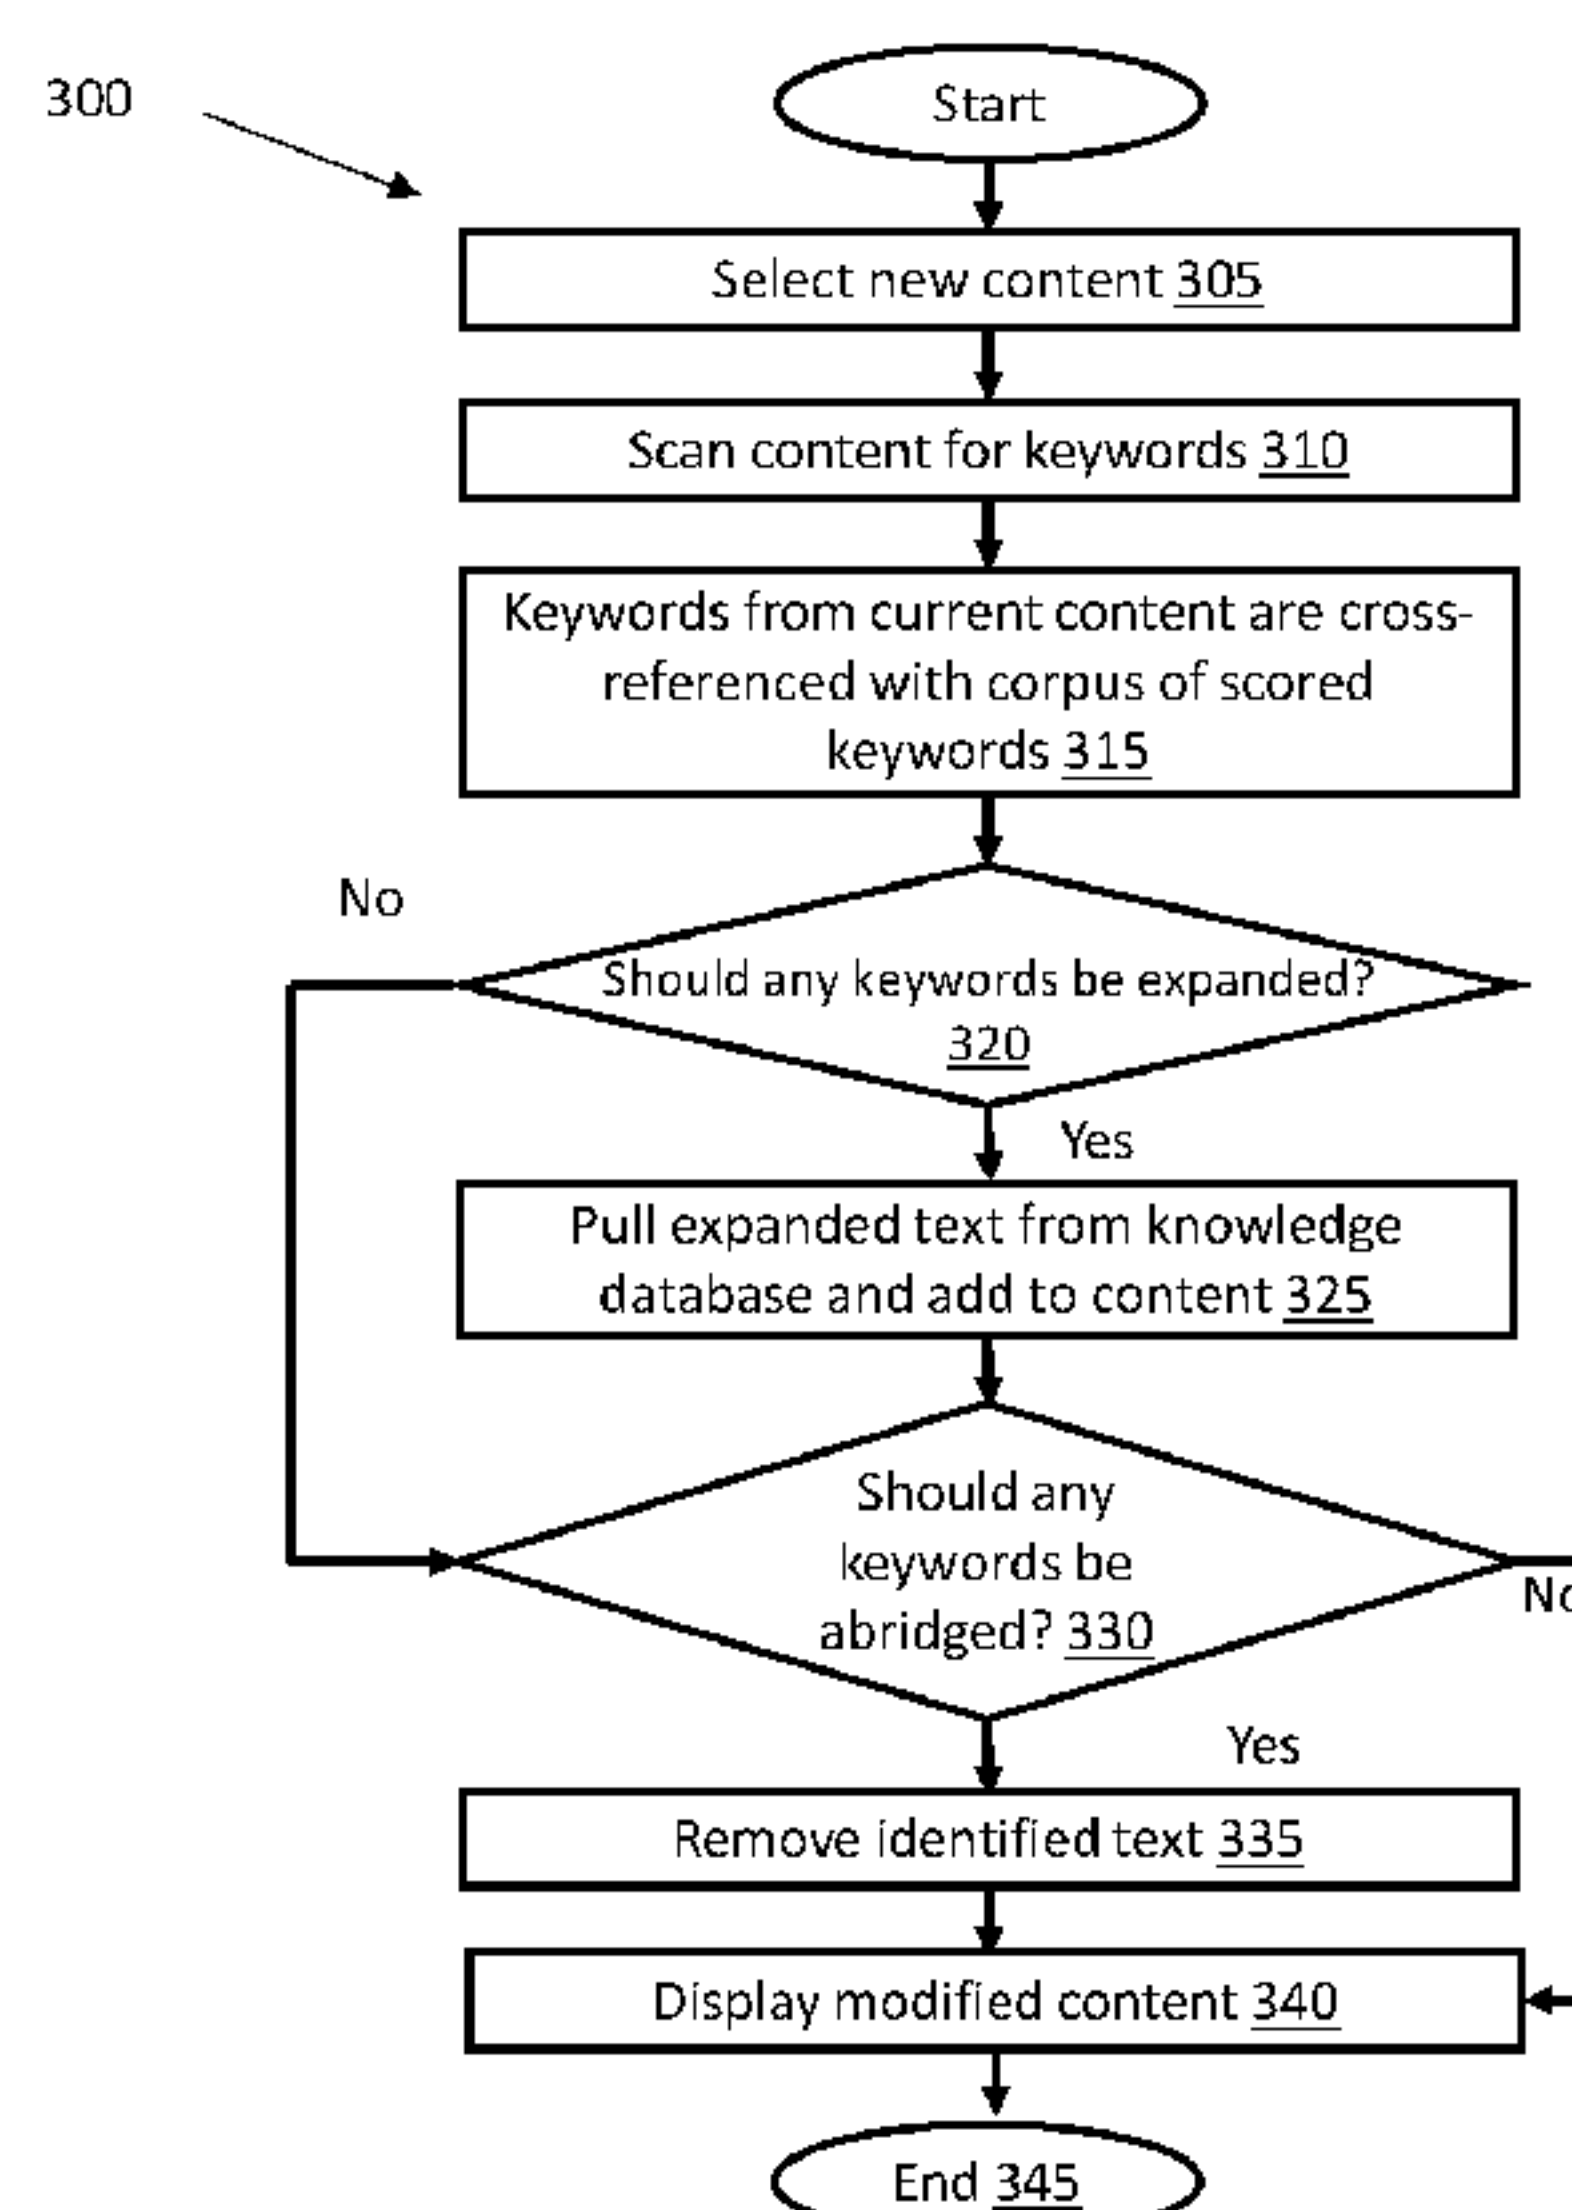 300
Start
Select new content 305
Scan content for keywords 310
Keywords from current content are cross-
referenced with corpus of scored
keywords 315
No
Should any keywords be expanded?
320
Yes
Pull expanded text from knowledge
database and add to content 325
Should any
keywords be
abridged? 330
No
Yes
Remove identified text 335
Display modified content 340
End 345